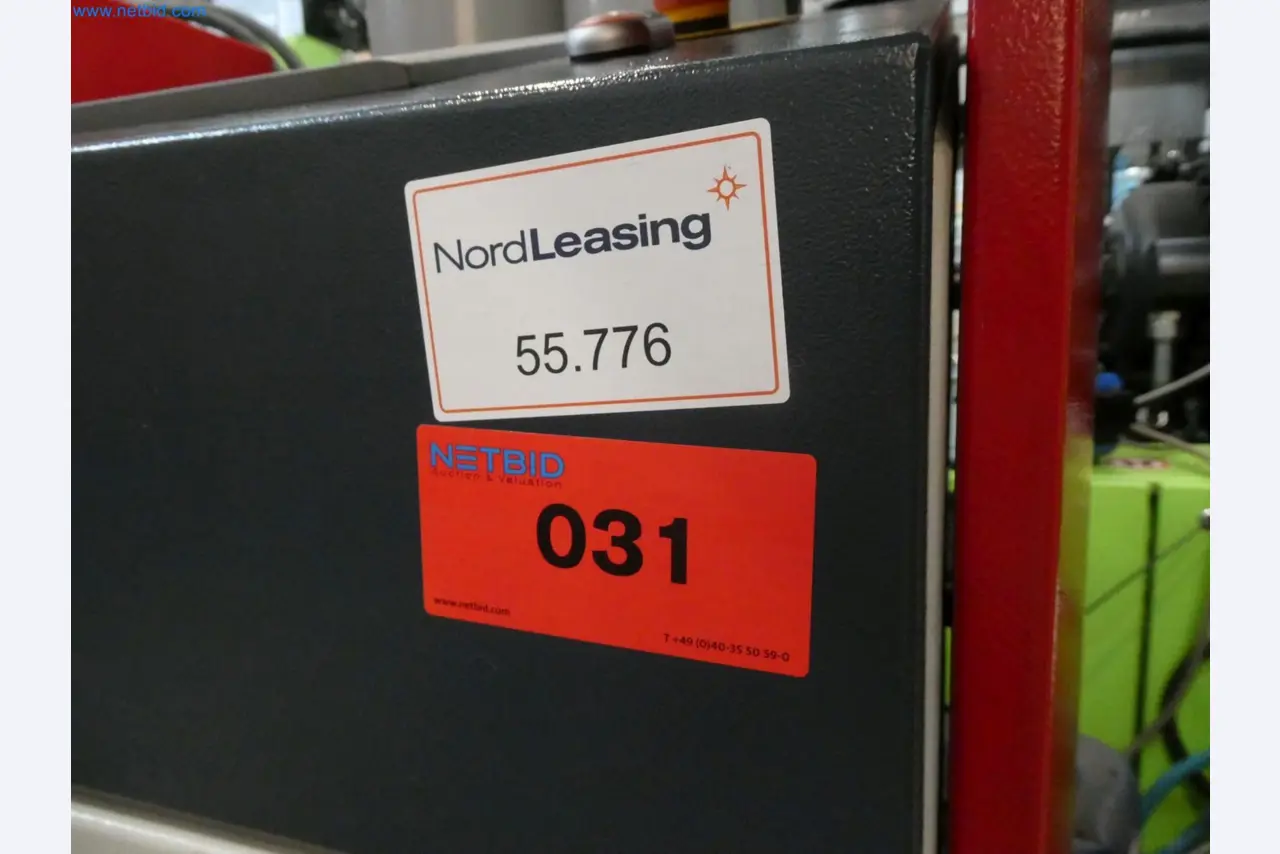 www.netbid.com
NordLeasing
55.776
NETBID
Auction & Valuation
031
www.netbid.com
T +49 (0)40-35 50 59-0